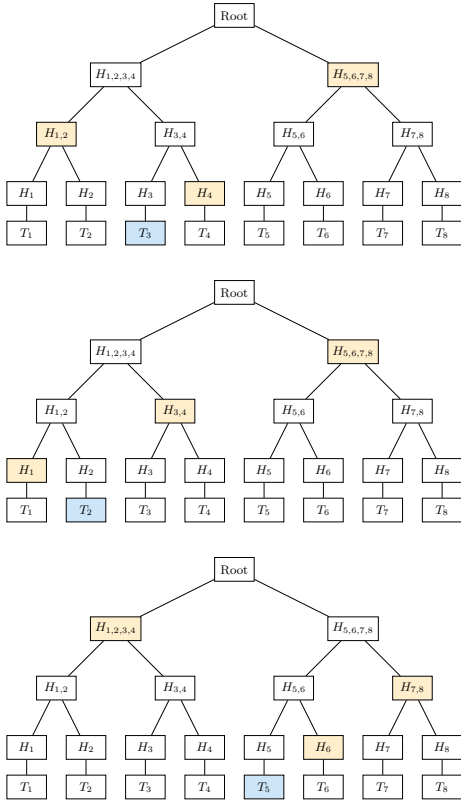 Root
H1,2,3,4 H5,6,7,8
H1,2 H3,4 H5,6 H7,8
H1 H2 H3 H4 H5 H6 H7 H8
T1 T2 T3 T4 T5 T6 T7 T8
Root
H1,2,3,4 H5,6,7,8
H1,2 H3,4 H5,6 H7,8
H1 H2 H3 H4 H5 H6 H7 H8
T1 T2 T3 T4 T5 T6 T7 T8
Root
H1,2,3,4 H5,6,7,8
H1,2 H3,4 H5,6 H7,8
H1 H2 H3 H4 H5 H6 H7 H8
T1 T2 T3 T4 T5 T6 T7 T8